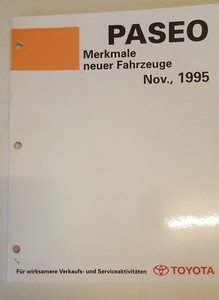 PASEO
Merkmale
neuer Fahrzeuge
Nov., 1995
Für wirksamere Verkaufs- und Serviceaktivitäten
TOYOTA